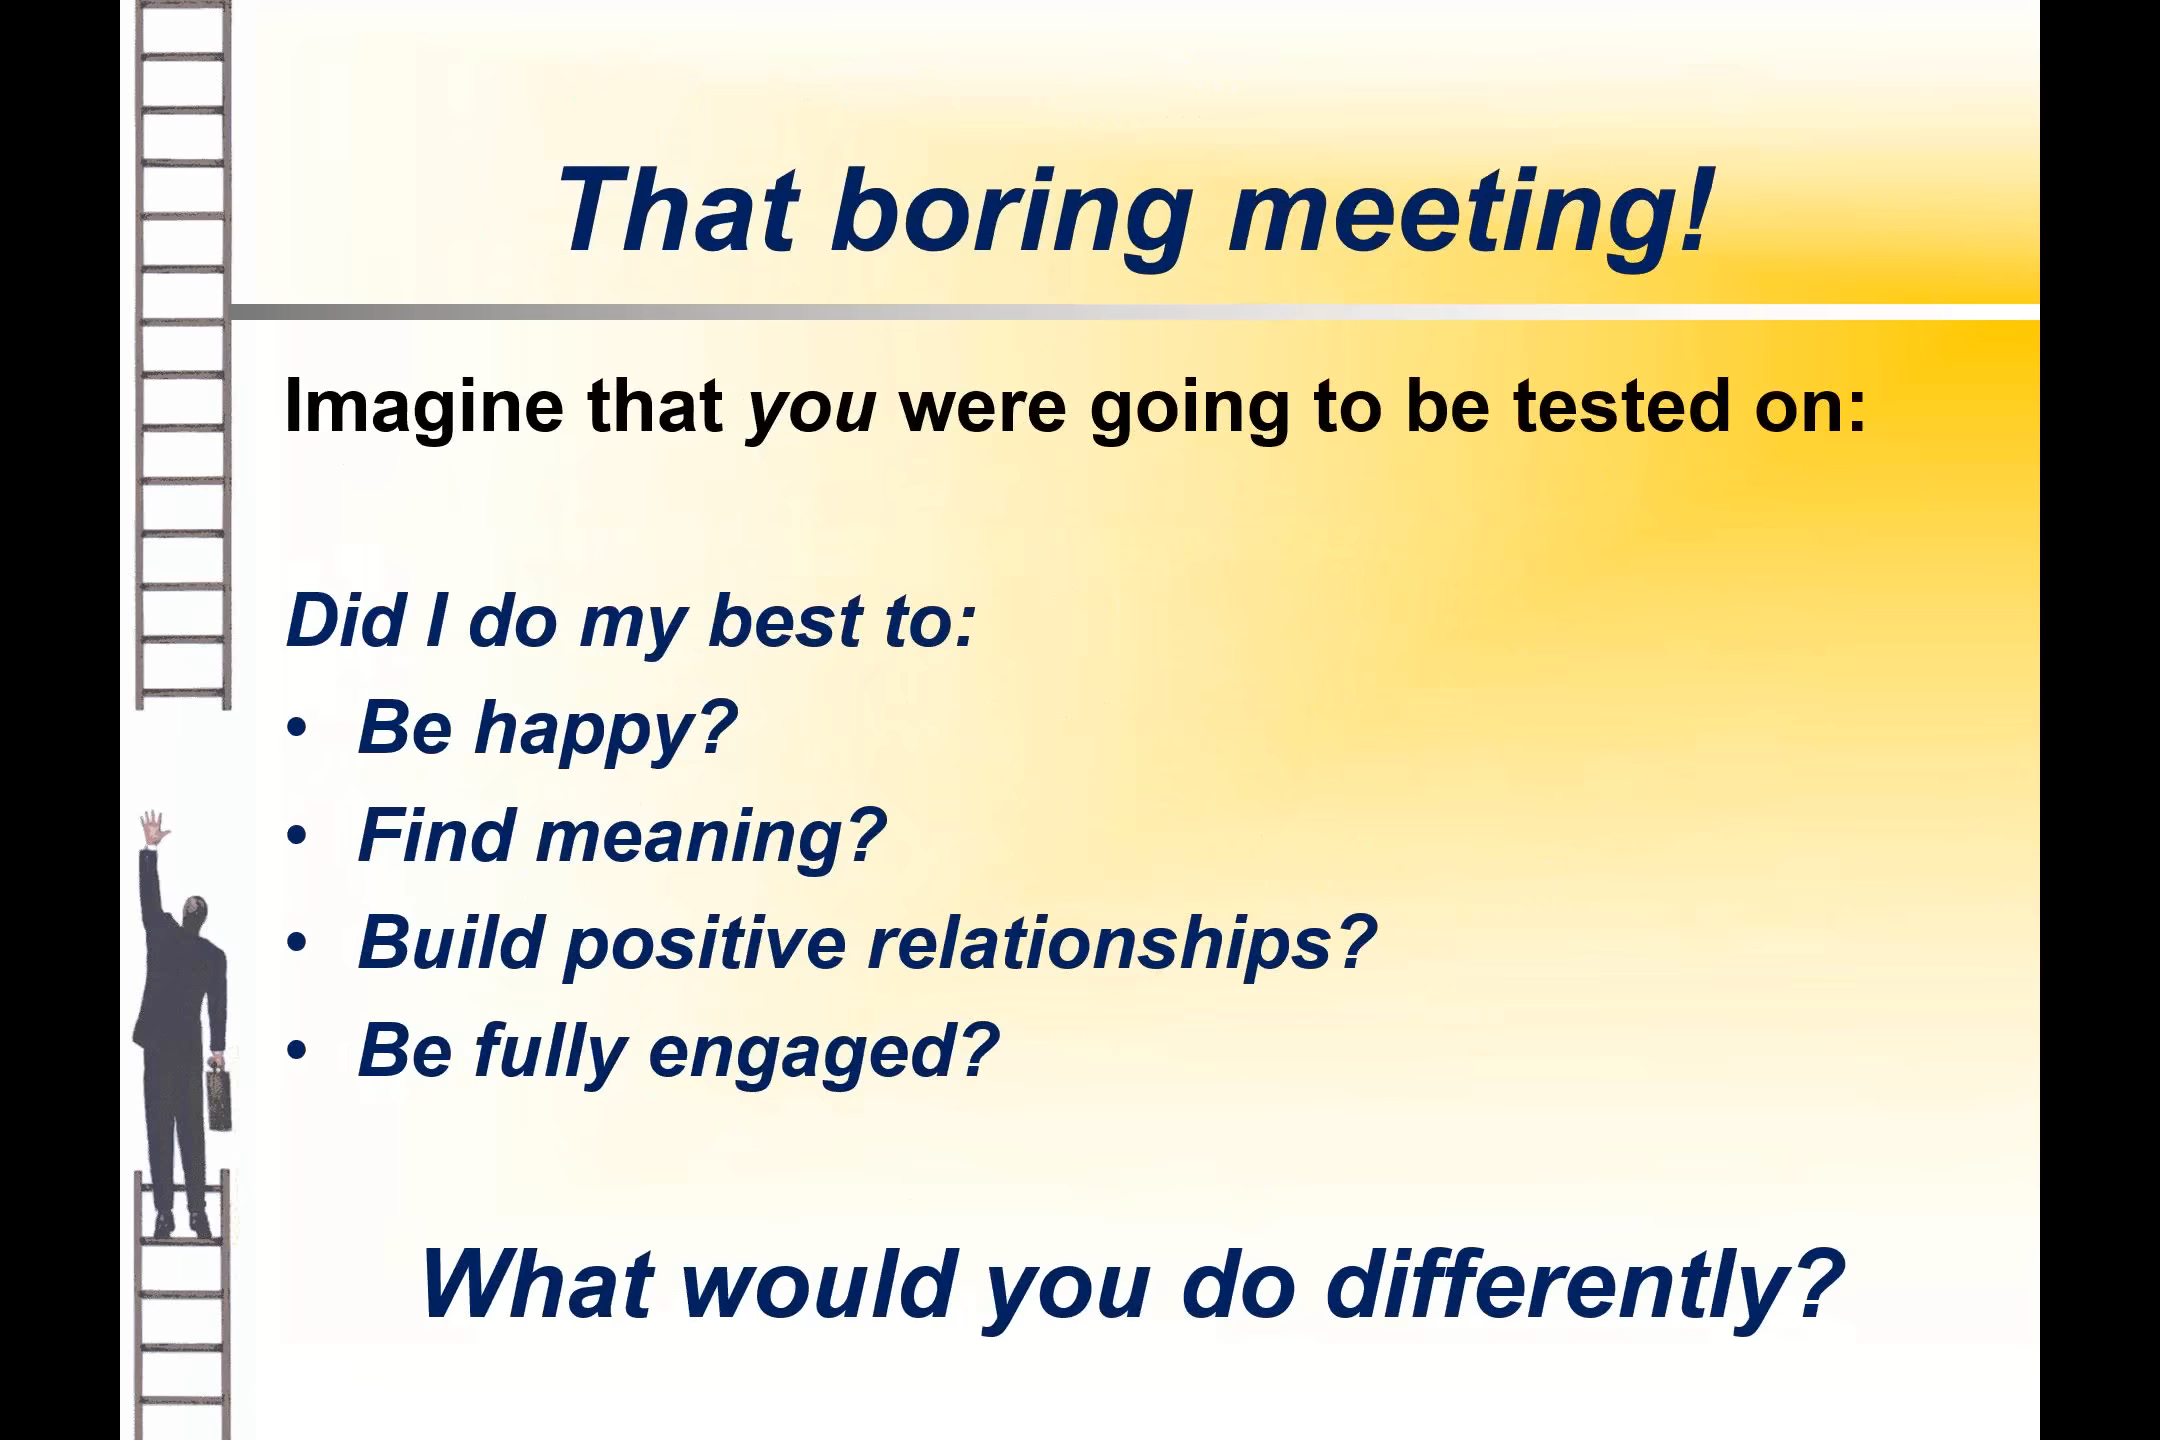 That boring meeting!
Imagine that you were going to be tested on:
Did I do my best to:
• Be happy?
• Find meaning?
• Build positive relationships?
• Be fully engaged?
What would you do differently?